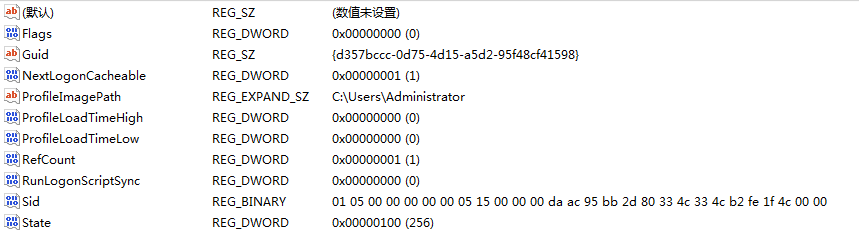 (默认) REG_SZ (数值未设置)
Flags REG_DWORD 0x00000000 (0)
Guid REG_SZ {d357bccc-0d75-4d15-a5d2-95f48cf41598}
NextLogonCacheable REG_DWORD 0x00000001 (1)
ProfileImagePath REG_EXPAND_SZ C:\Users\Administrator
ProfileLoadTimeHigh REG_DWORD 0x00000000 (0)
ProfileLoadTimeLow REG_DWORD 0x00000000 (0)
RefCount REG_DWORD 0x00000001 (1)
RunLogonScriptSync REG_DWORD 0x00000000 (0)
Sid REG_BINARY 01 05 00 00 00 00 00 05 15 00 00 00 da ac 95 bb 2d 80 33 4c 33 4c b2 fe 1f 4c 00 00
State REG_DWORD 0x00000100 (256)